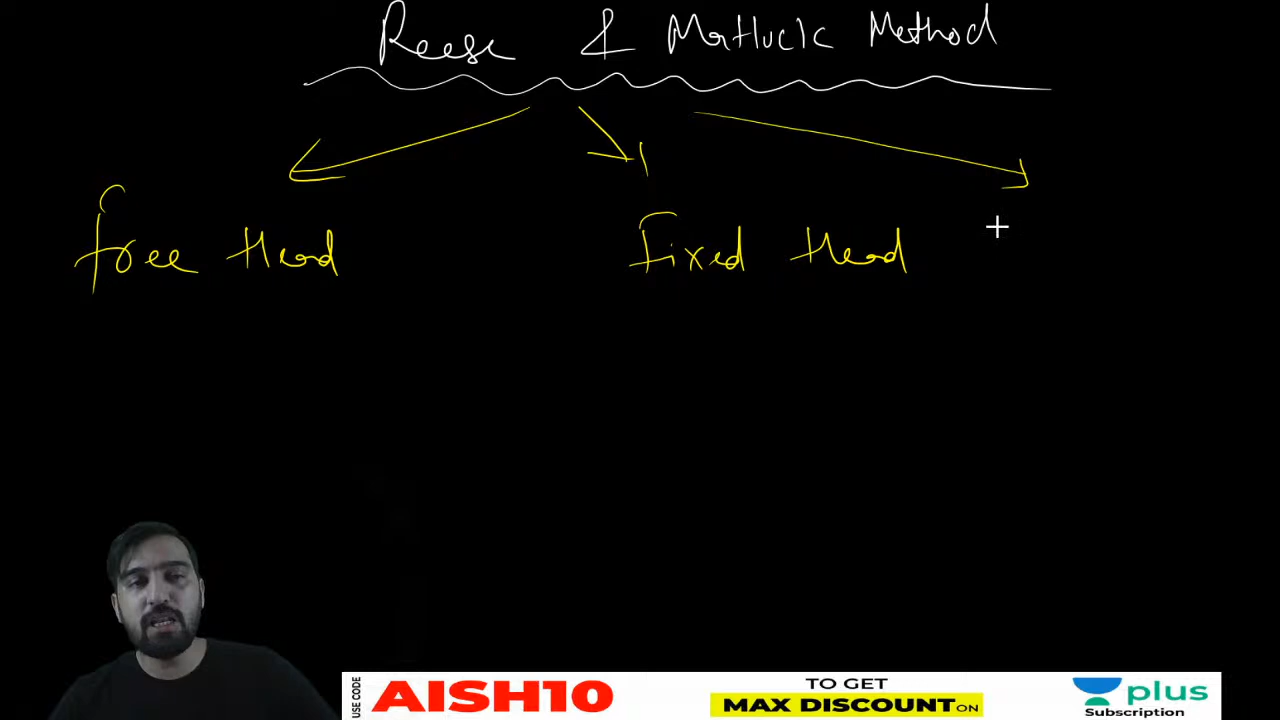 Reese & Matlock Method
free Head
Fixed Head
USE CODE
AISH10
TO GET
MAX DISCOUNT ON
plus
Subscription